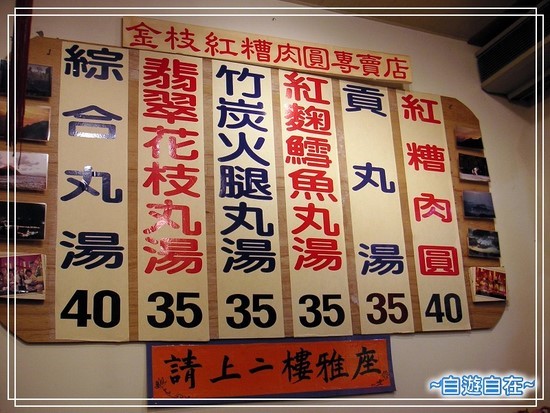 金枝紅糟肉圓專賣店
紅糟肉圓 40
貢丸湯 35
紅麴鱈魚丸湯 35
竹炭火腿丸湯 35
翡翠花枝丸湯 35
綜合丸湯 40
請上二樓雅座
~自遊自在~